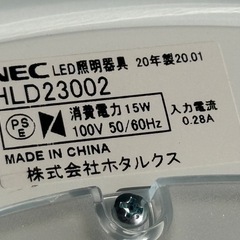 NEC LED照明器具 20年製20.01
HLD23002
PS E 消費電力 15W 入力電流
100V 50/60Hz 0.28A
MADE IN CHINA
株式会社ホタルクス